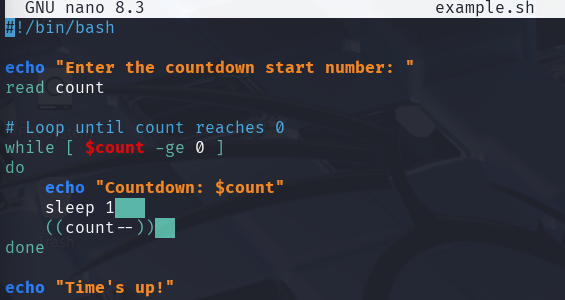 GNU nano 8.3 example.sh
#!/bin/bash
echo "Enter the countdown start number: "
read count
# Loop until count reaches 0
while [ $count -ge 0 ]
do
echo "Countdown: $count"
sleep 1
((count--))
done
echo "Time's up!"